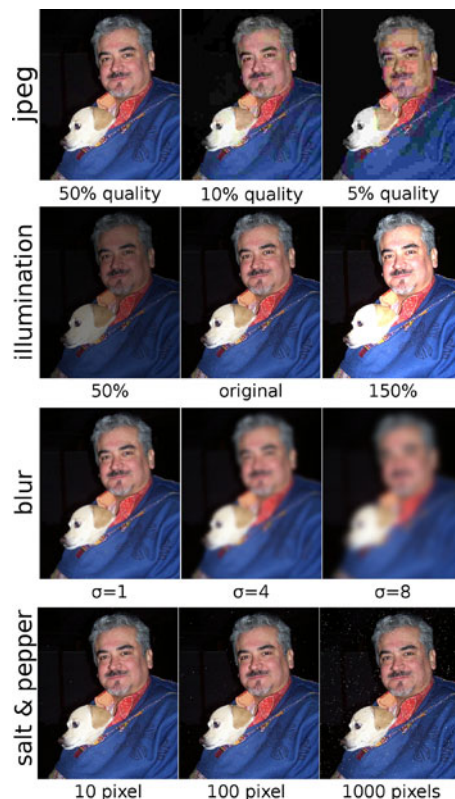 jpeg
50% quality 10% quality 5% quality
illumination
50% original 150%
blur
σ=1 σ=4 σ=8
salt & pepper
10 pixel 100 pixel 1000 pixels